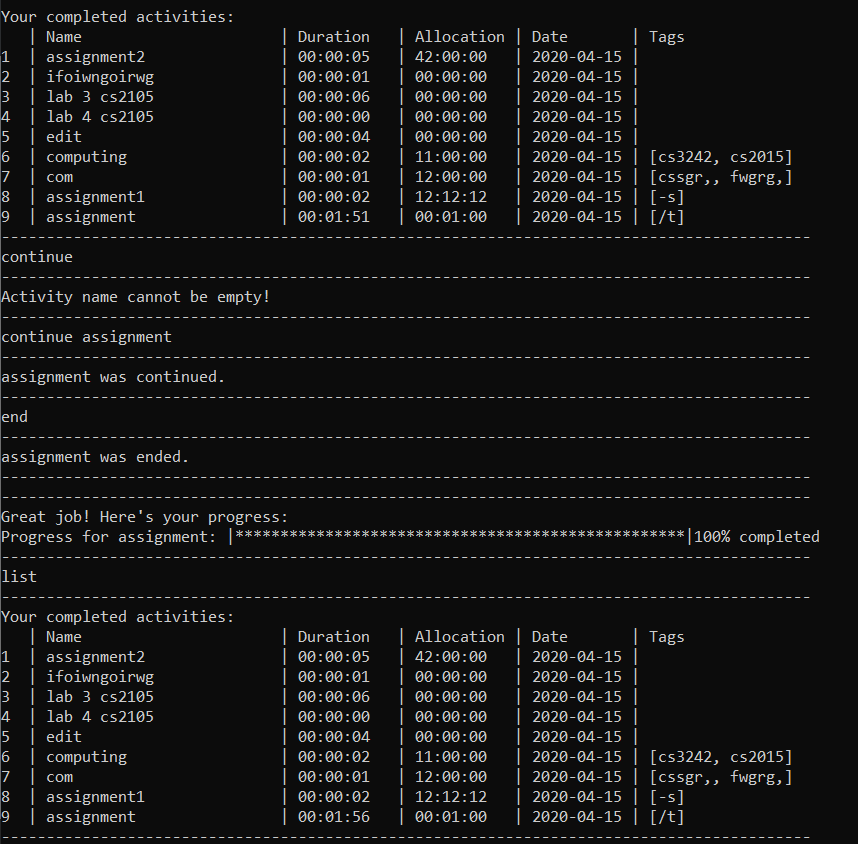 Your completed activities:
   | Name                       | Duration   | Allocation | Date       | Tags
1  | assignment2                | 00:00:05   | 42:00:00   | 2020-04-15 |
2  | ifoiwngoirwg               | 00:00:01   | 00:00:00   | 2020-04-15 |
3  | lab 3 cs2105               | 00:00:06   | 00:00:00   | 2020-04-15 |
4  | lab 4 cs2105               | 00:00:00   | 00:00:00   | 2020-04-15 |
5  | edit                       | 00:00:04   | 00:00:00   | 2020-04-15 |
6  | computing                  | 00:00:02   | 11:00:00   | 2020-04-15 | [cs3242, cs2015]
7  | com                        | 00:00:01   | 12:00:00   | 2020-04-15 | [cssgr,, fwgrg,]
8  | assignment1                | 00:00:02   | 12:12:12   | 2020-04-15 | [-s]
9  | assignment                 | 00:01:51   | 00:01:00   | 2020-04-15 | [/t]
------------------------------------------------------------------------------------------
continue
------------------------------------------------------------------------------------------
Activity name cannot be empty!
------------------------------------------------------------------------------------------
continue assignment
------------------------------------------------------------------------------------------
assignment was continued.
------------------------------------------------------------------------------------------
end
------------------------------------------------------------------------------------------
assignment was ended.
------------------------------------------------------------------------------------------
------------------------------------------------------------------------------------------
Great job! Here's your progress:
Progress for assignment: |**************************************************|100% completed
------------------------------------------------------------------------------------------
list
------------------------------------------------------------------------------------------
Your completed activities:
   | Name                       | Duration   | Allocation | Date       | Tags
1  | assignment2                | 00:00:05   | 42:00:00   | 2020-04-15 |
2  | ifoiwngoirwg               | 00:00:01   | 00:00:00   | 2020-04-15 |
3  | lab 3 cs2105               | 00:00:06   | 00:00:00   | 2020-04-15 |
4  | lab 4 cs2105               | 00:00:00   | 00:00:00   | 2020-04-15 |
5  | edit                       | 00:00:04   | 00:00:00   | 2020-04-15 |
6  | computing                  | 00:00:02   | 11:00:00   | 2020-04-15 | [cs3242, cs2015]
7  | com                        | 00:00:01   | 12:00:00   | 2020-04-15 | [cssgr,, fwgrg,]
8  | assignment1                | 00:00:02   | 12:12:12   | 2020-04-15 | [-s]
9  | assignment                 | 00:01:56   | 00:01:00   | 2020-04-15 | [/t]
------------------------------------------------------------------------------------------